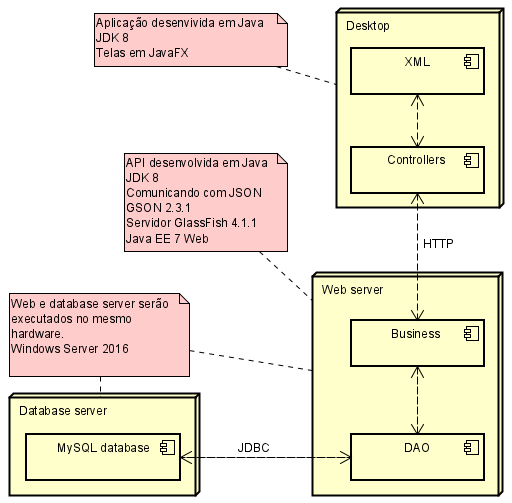 Aplicação desenvivida em Java
JDK 8
Telas em JavaFX
Desktop
XML
Controllers
API desenvolvida em Java
JDK 8
Comunicando com JSON
GSON 2.3.1
Servidor GlassFish 4.1.1
Java EE 7 Web
HTTP
Web server
Business
DAO
Web e database server serão
executados no mesmo
hardware.
Windows Server 2016
Database server
MySQL database
JDBC